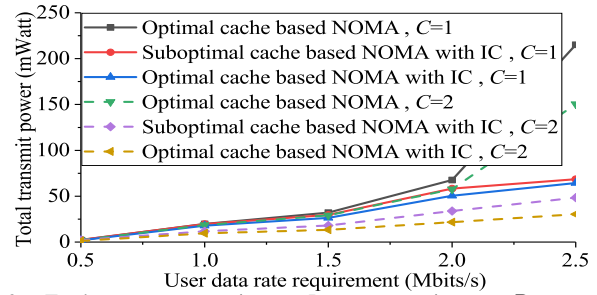 250
200
150
100
50
0
Total transmit power (mWatt)
Optimal cache based NOMA , C=1
Suboptimal cache based NOMA with IC , C=1
Optimal cache based NOMA with IC , C=1
Optimal cache based NOMA , C=2
Suboptimal cache based NOMA with IC , C=2
Optimal cache based NOMA with IC , C=2
0.5 1.0 1.5 2.0 2.5
User data rate requirement (Mbits/s)